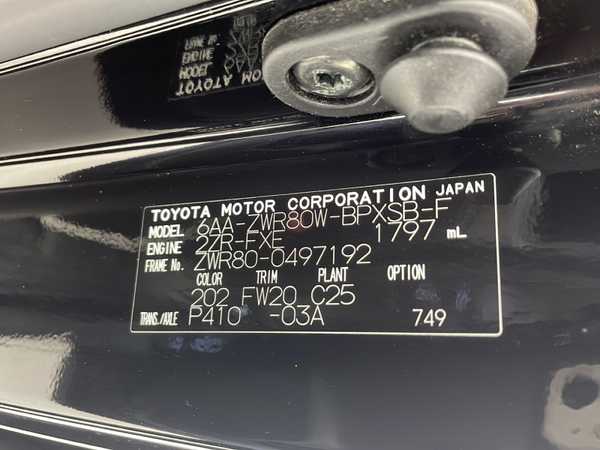 TOYOTA MOTOR CORPORATION JAPAN
MODEL 6AA-ZWR80W-BPXSB-F
ENGINE 2ZR-FXE 1797 mL
FRAME No. ZWR80-0497192
COLOR TRIM PLANT OPTION
202 FW20 C25
TRANS./AXLE P410 -03A 749